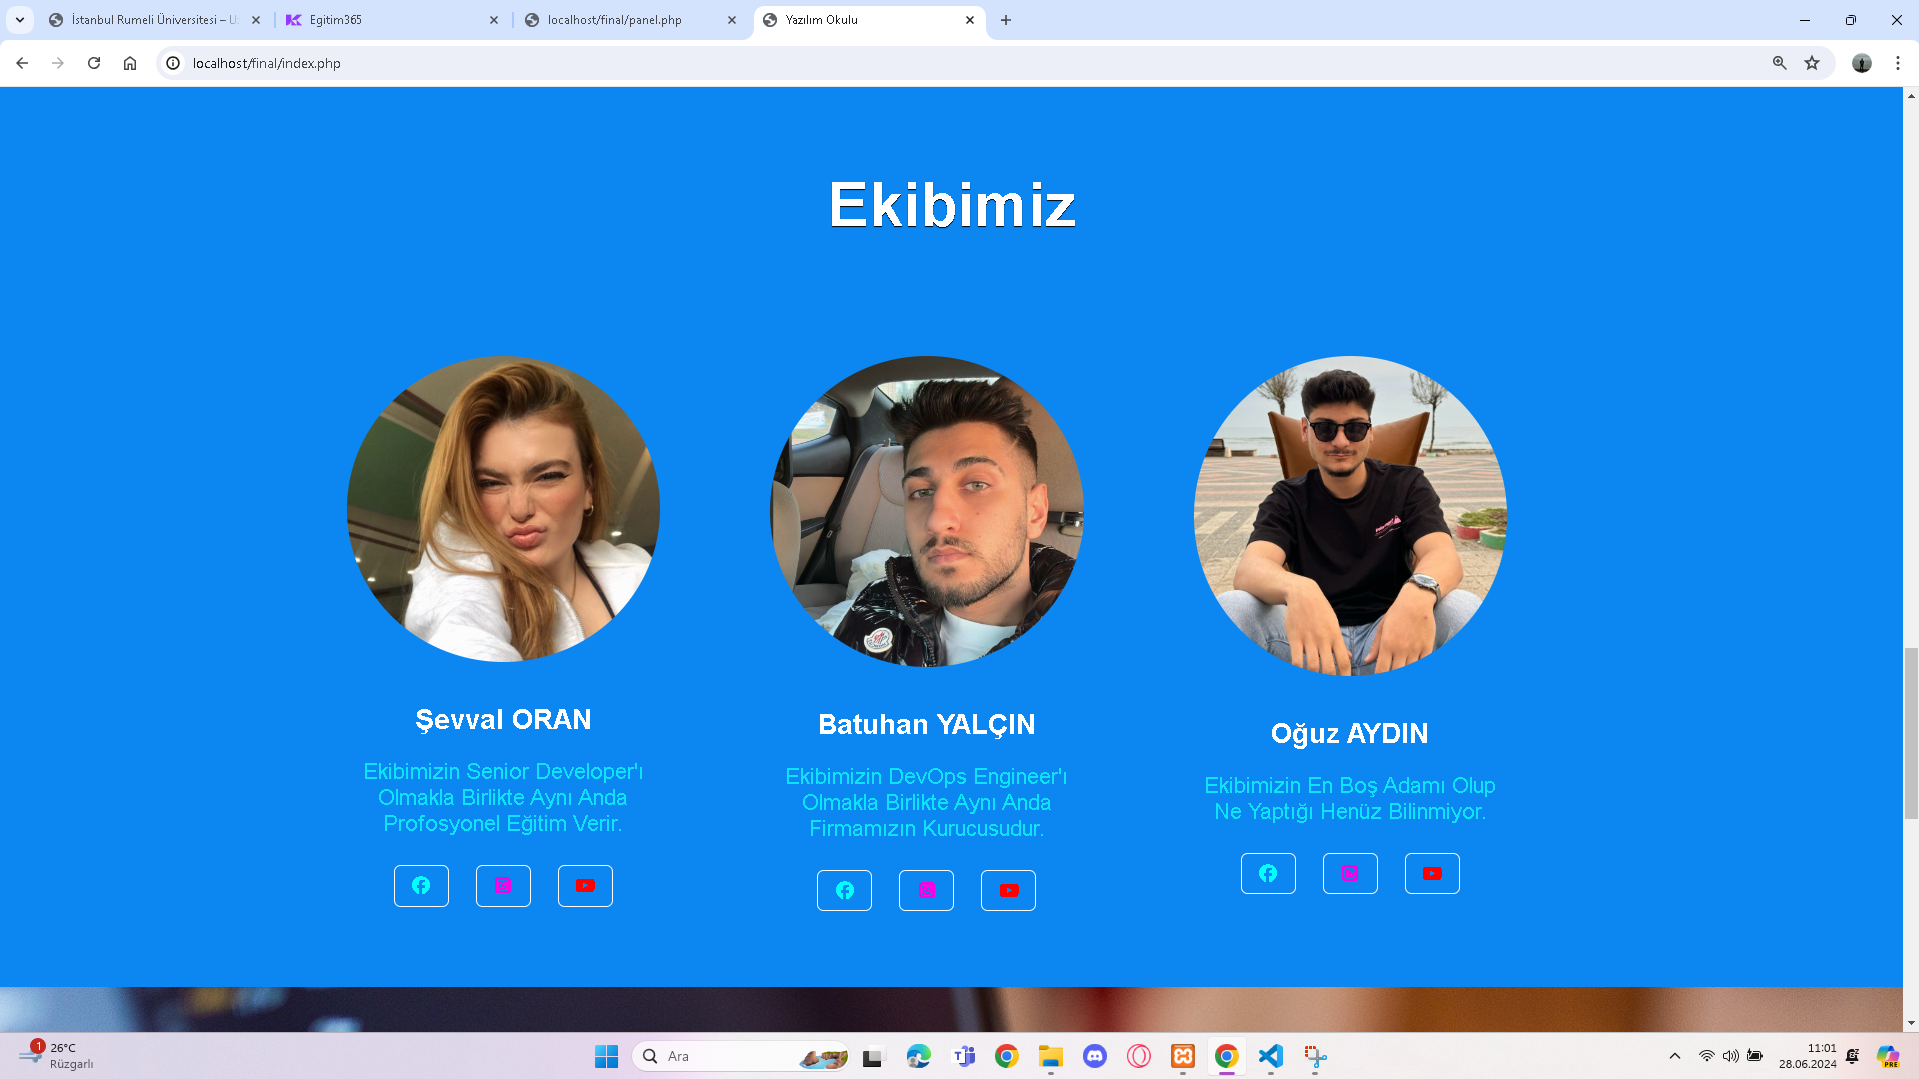 İstanbul Rumeli Üniversitesi – U
Egitim365
localhost/final/panel.php
Yazılım Okulu
localhost/final/index.php
Ekibimiz
Şevval ORAN
Ekibimizin Senior Developer'ı
Olmakla Birlikte Aynı Anda
Profosyonel Eğitim Verir.
Batuhan YALÇIN
Ekibimizin DevOps Engineer'ı
Olmakla Birlikte Aynı Anda
Firmamızın Kurucusudur.
Oğuz AYDIN
Ekibimizin En Boş Adamı Olup
Ne Yaptığı Henüz Bilinmiyor.
1
26°C
Rüzgarlı
Ara
11:01
28.06.2024
PRE